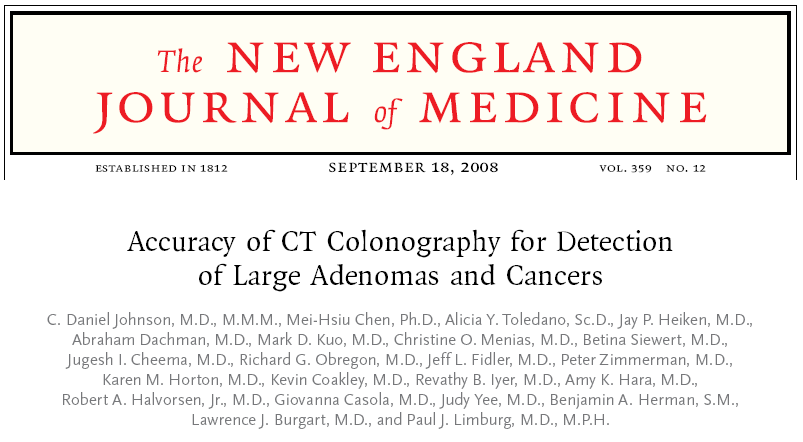 The NEW ENGLAND
JOURNAL of MEDICINE
ESTABLISHED IN 1812 SEPTEMBER 18, 2008 VOL. 359 NO. 12
Accuracy of CT Colonography for Detection
of Large Adenomas and Cancers
C. Daniel Johnson, M.D., M.M.M., Mei-Hsiu Chen, Ph.D., Alicia Y. Toledano, Sc.D., Jay P. Heiken, M.D.,
Abraham Dachman, M.D., Mark D. Kuo, M.D., Christine O. Menias, M.D., Betina Siewert, M.D.,
Jugesh I. Cheema, M.D., Richard G. Obregon, M.D., Jeff L. Fidler, M.D., Peter Zimmerman, M.D.,
Karen M. Horton, M.D., Kevin Coakley, M.D., Revathy B. Iyer, M.D., Amy K. Hara, M.D.,
Robert A. Halvorsen, Jr., M.D., Giovanna Casola, M.D., Judy Yee, M.D., Benjamin A. Herman, S.M.,
Lawrence J. Burgart, M.D., and Paul J. Limburg, M.D., M.P.H.